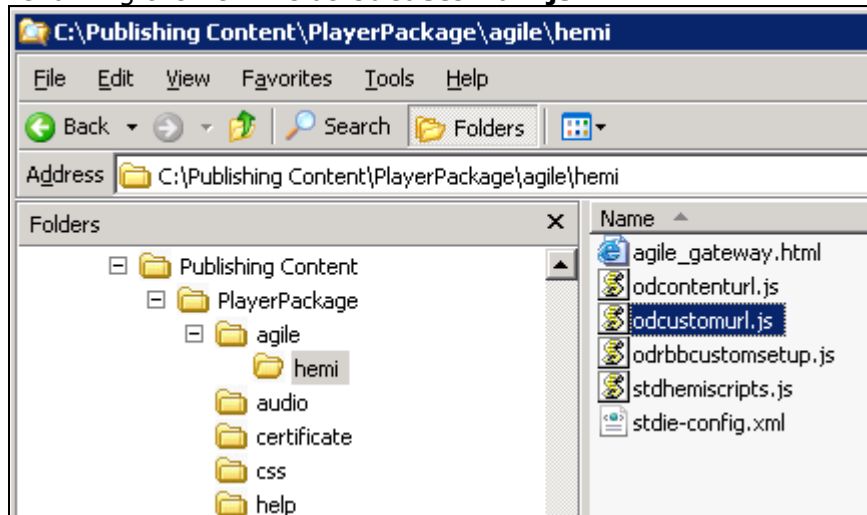 C:\Publishing Content\PlayerPackage\agile\hemi
File Edit View Favorites Tools Help
Back Search Folders
Address C:\Publishing Content\PlayerPackage\agile\hemi
Folders X
Publishing Content
PlayerPackage
agile
hemi
audio
certificate
css
help
Name
agile_gateway.html
odcontenturl.js
odcustomurl.js
odrbbcustomsetup.js
stdhemiscripts.js
stdie-config.xml